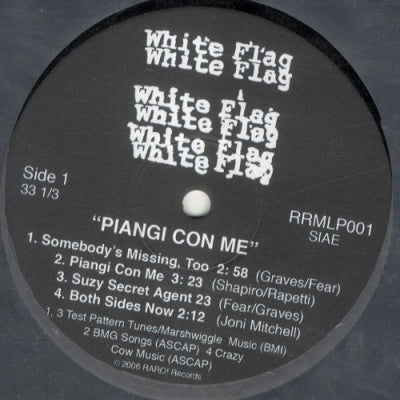 White Flag
White Flag
White Flag
White Flag
White Flag
White Flag
Side 1
33 1/3
RRMLP001
SIAE
“PIANGI CON ME”
1. Somebody's Missing, Too 2: 58 (Graves/Fear)
2. Piangi Con Me 3: 23 (Shapiro/Rapetti)
3. Suzy Secret Agent 23 (Fear/Graves)
4. Both Sides Now 2:12 (Joni Mitchell)
1. 3 Test Pattern Tunes/Marshwiggle Music (BMI)
2 BMG Songs (ASCAP) 4 Crazy
Cow Music (ASCAP)
© 2006 RARO! Records